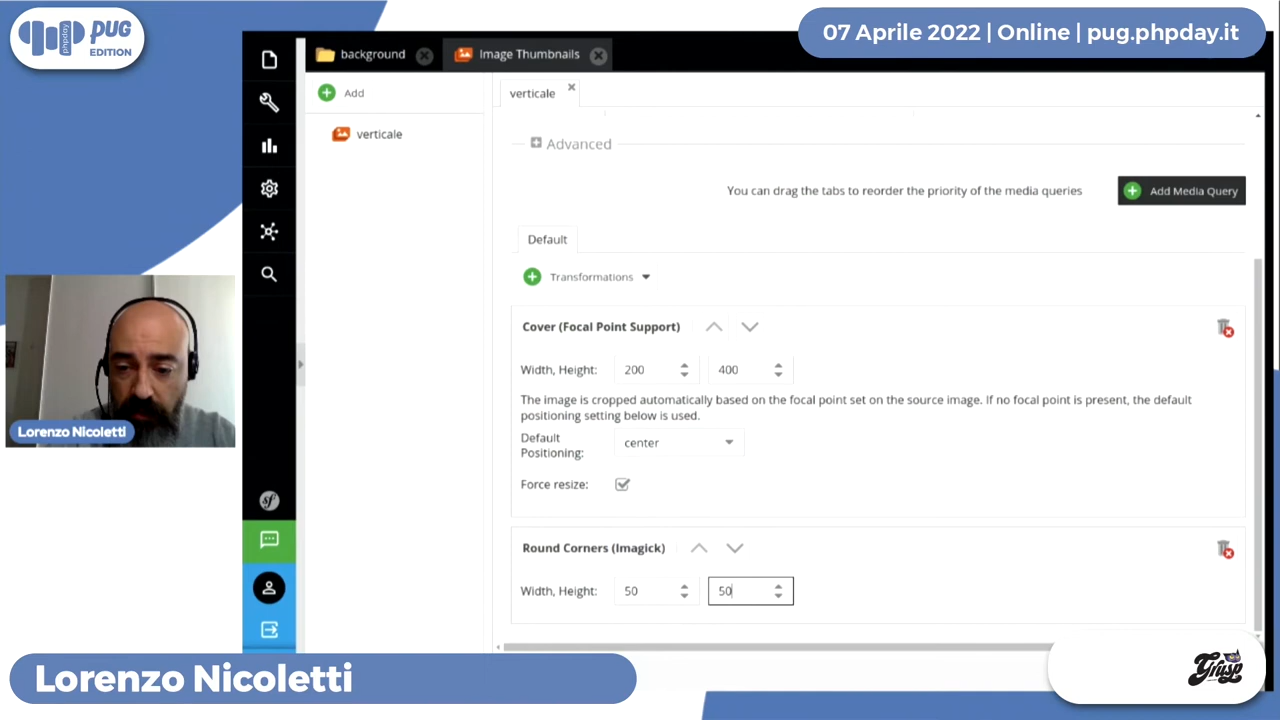 phpday
PUG
EDITION
07 Aprile 2022 | Online | pug.phpday.it
background
Image Thumbnails
Add
verticale
verticale
Advanced
You can drag the tabs to reorder the priority of the media queries
Add Media Query
Default
Transformations
Cover (Focal Point Support)
Width, Height:
200
400
The image is cropped automatically based on the focal point set on the source image. If no focal point is present, the default
positioning setting below is used.
Default
Positioning:
center
Force resize:
Round Corners (Imagick)
Width, Height:
50
50
sf
Lorenzo Nicoletti
Lorenzo Nicoletti
Grusp